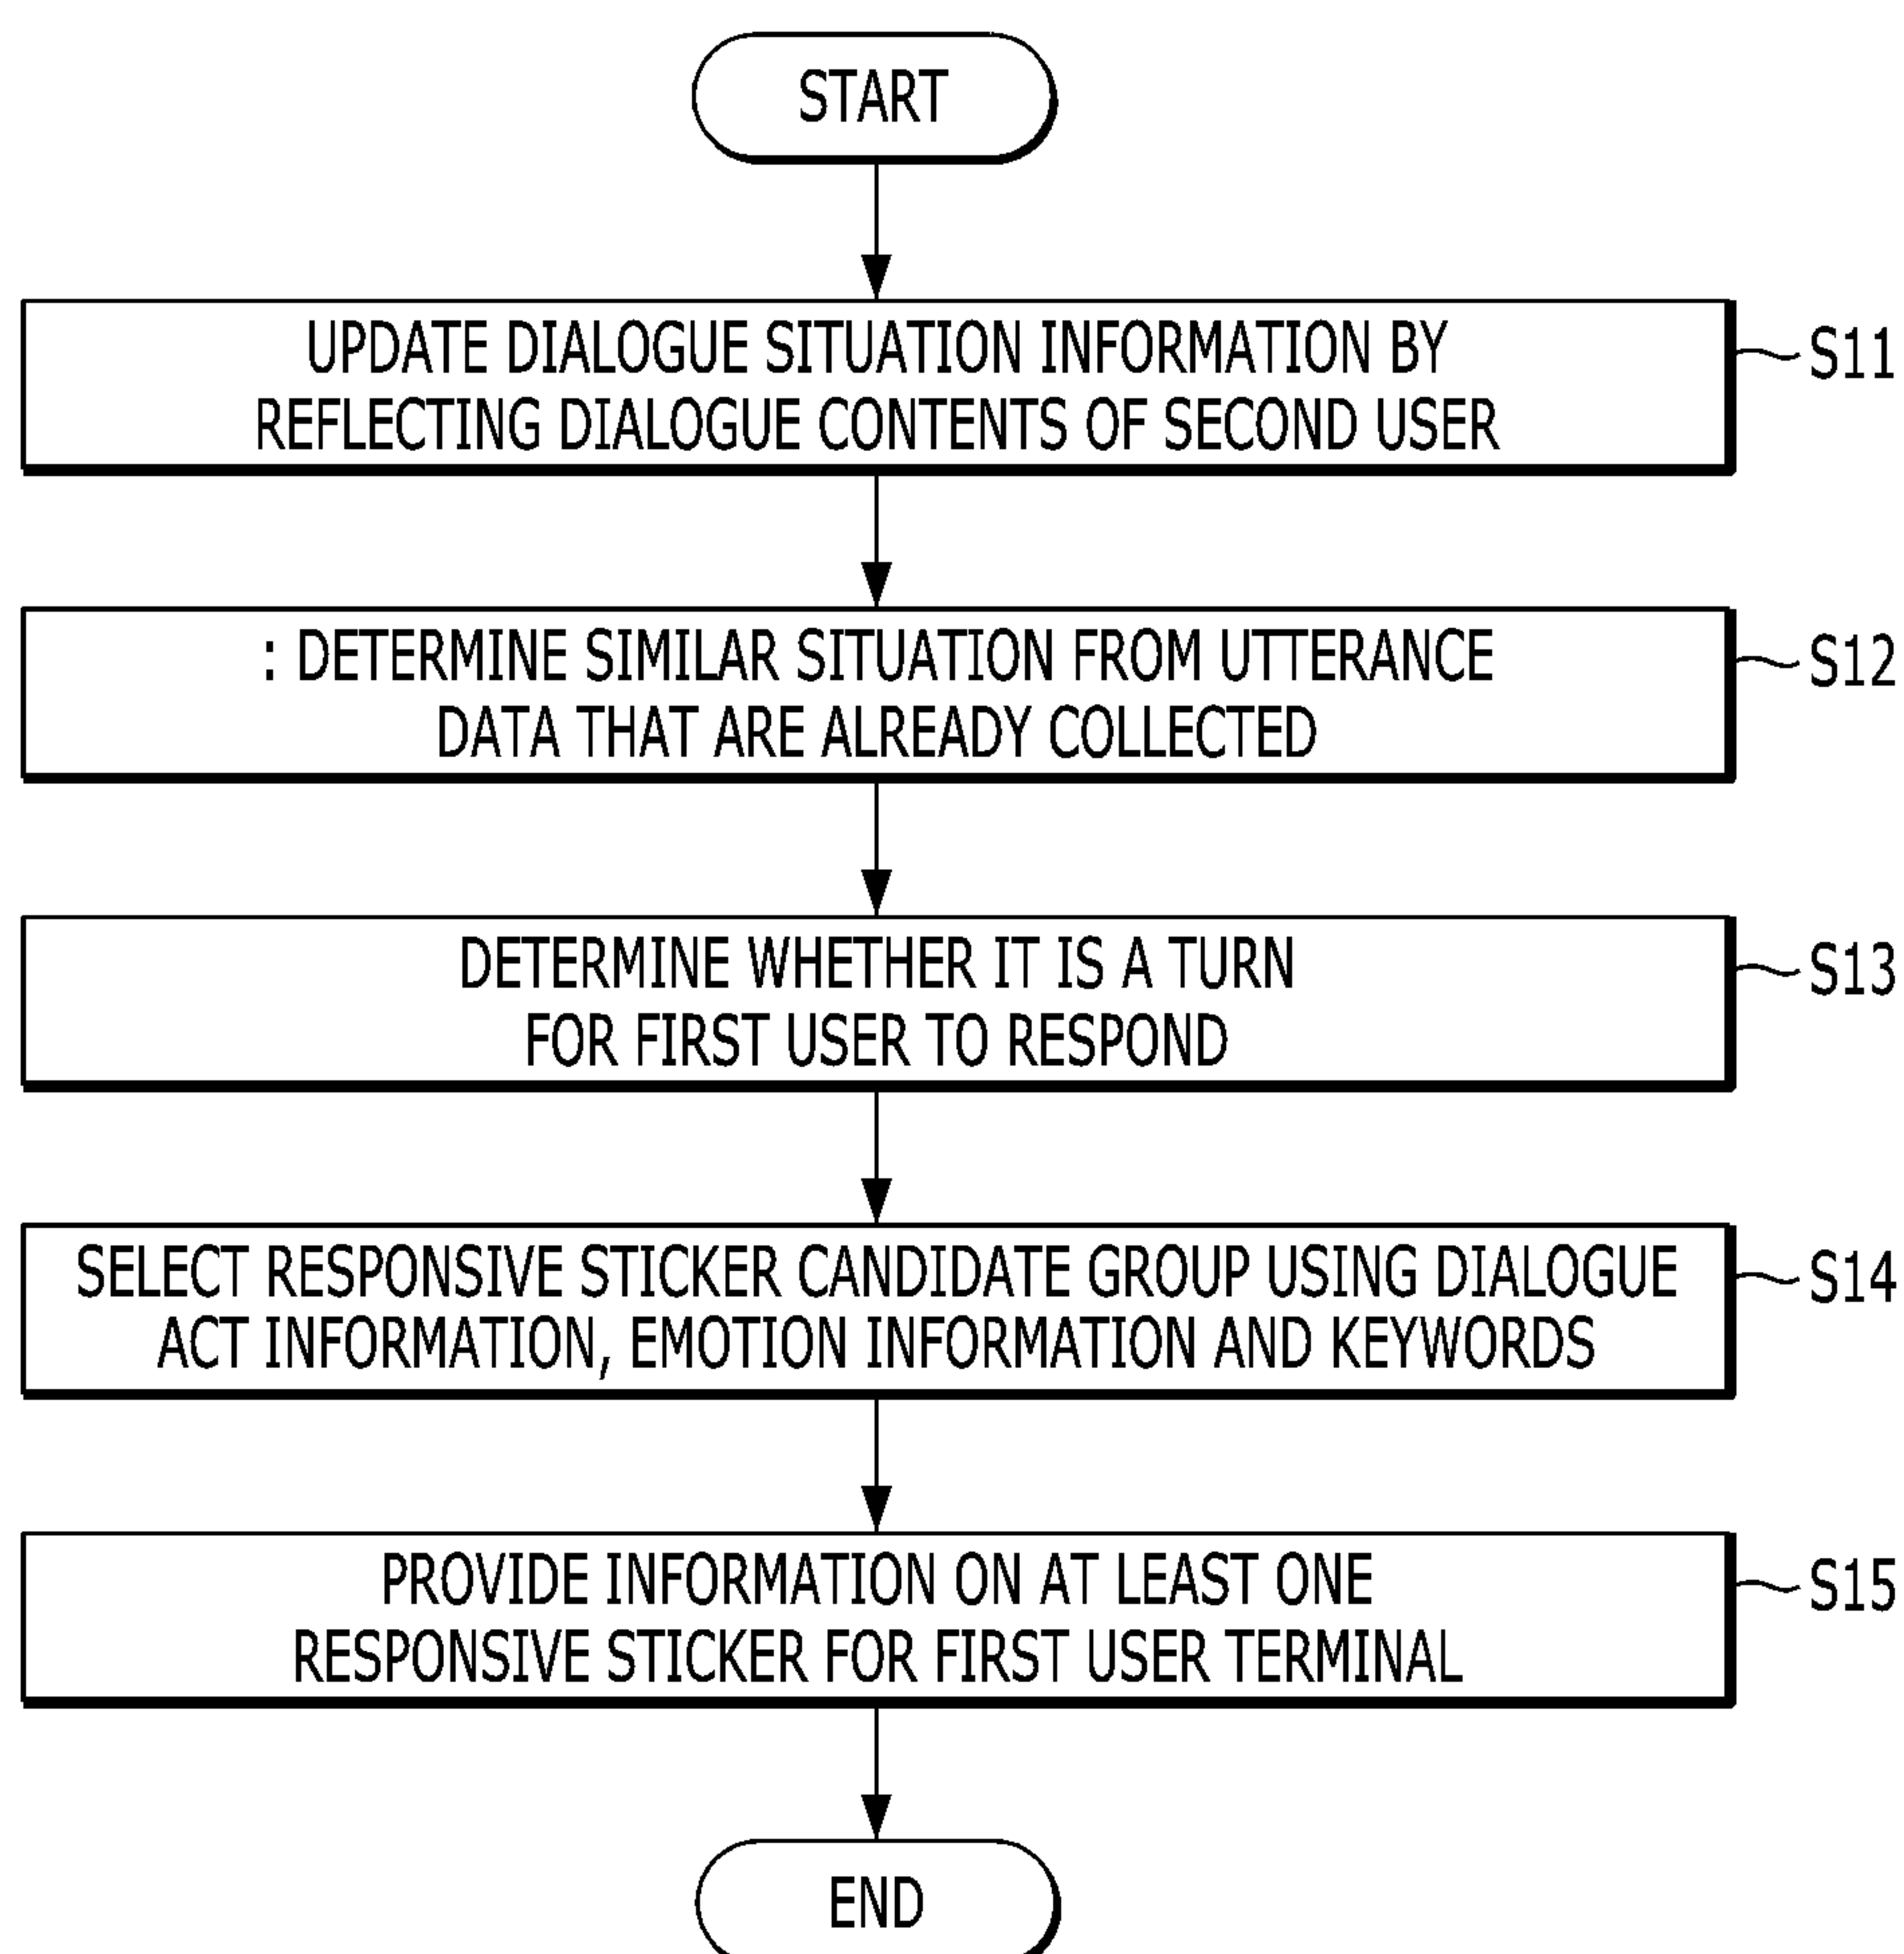 START
UPDATE DIALOGUE SITUATION INFORMATION BY
REFLECTING DIALOGUE CONTENTS OF SECOND USER
S11
: DETERMINE SIMILAR SITUATION FROM UTTERANCE
DATA THAT ARE ALREADY COLLECTED
S12
DETERMINE WHETHER IT IS A TURN
FOR FIRST USER TO RESPOND
S13
SELECT RESPONSIVE STICKER CANDIDATE GROUP USING DIALOGUE
ACT INFORMATION, EMOTION INFORMATION AND KEYWORDS
S14
PROVIDE INFORMATION ON AT LEAST ONE
RESPONSIVE STICKER FOR FIRST USER TERMINAL
S15
END